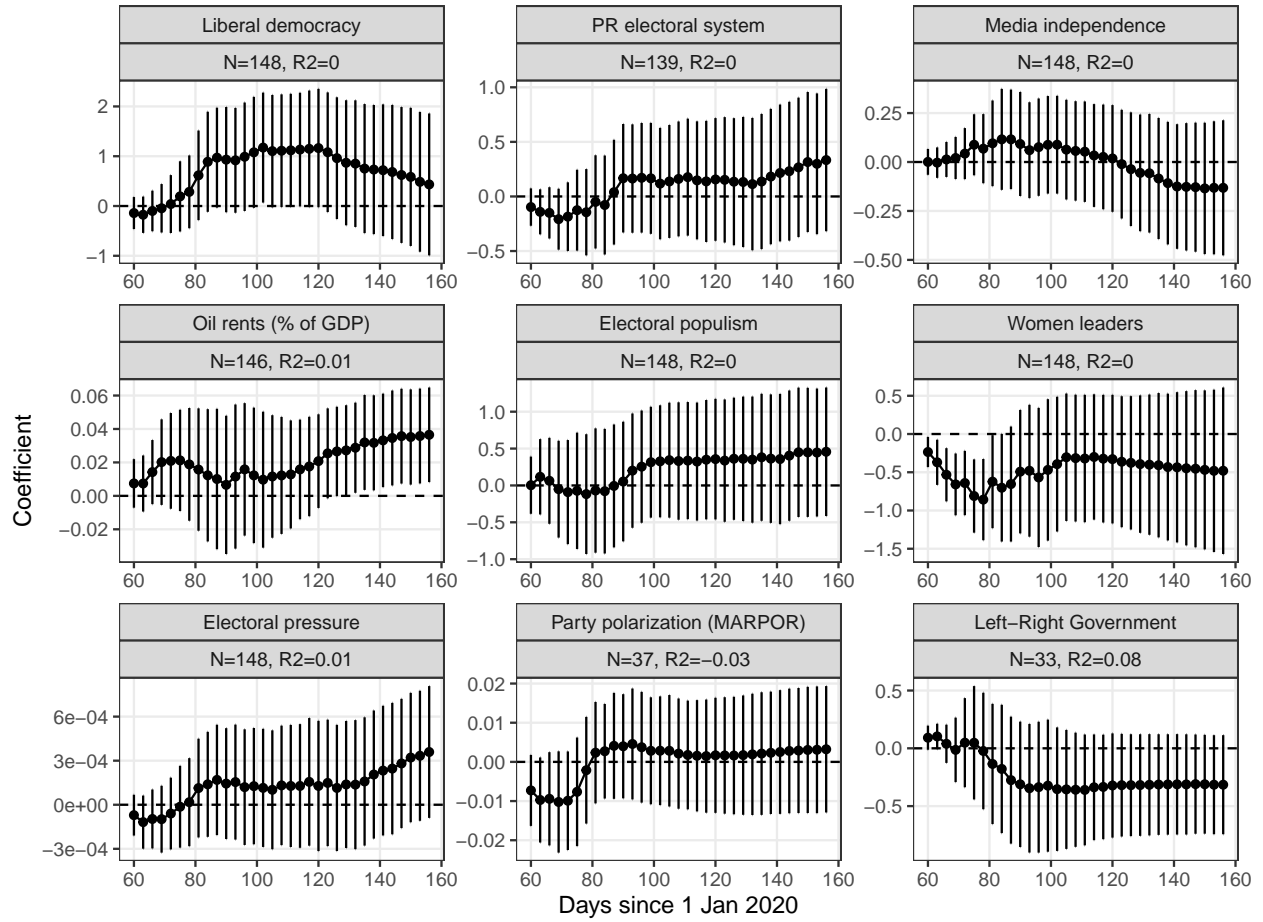 Liberal democracy
N=148, R2=0
2
1
0
−1
60 80 100 120 140 160
PR electoral system
N=139, R2=0
1.0
0.5
0.0
−0.5
60 80 100 120 140 160
Media independence
N=148, R2=0
0.25
0.00
−0.25
−0.50
60 80 100 120 140 160
Oil rents (% of GDP)
N=146, R2=0.01
0.06
0.04
0.02
0.00
−0.02
60 80 100 120 140 160
Electoral populism
N=148, R2=0
1.0
0.5
0.0
−0.5
−1.0
60 80 100 120 140 160
Women leaders
N=148, R2=0
0.5
0.0
−0.5
−1.0
−1.5
60 80 100 120 140 160
Electoral pressure
N=148, R2=0.01
6e−04
3e−04
0e+00
−3e−04
60 80 100 120 140 160
Party polarization (MARPOR)
N=37, R2=−0.03
0.02
0.01
0.00
−0.01
−0.02
60 80 100 120 140 160
Left−Right Government
N=33, R2=0.08
0.5
0.0
−0.5
60 80 100 120 140 160
Coefficient
Days since 1 Jan 2020